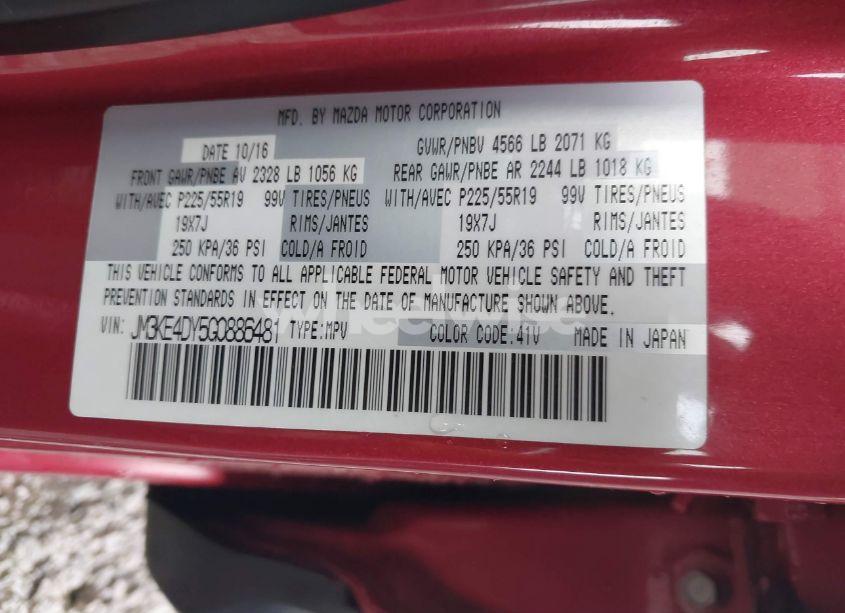 MFD. BY MAZDA MOTOR CORPORATION
DATE 10/16 GVWR/PNBV 4566 LB 2071 KG
FRONT GAWR/PNBE AV 2328 LB 1056 KG REAR GAWR/PNBE AR 2244 LB 1018 KG
WITH/AVEC P225/55R19 99V TIRES/PNEUS WITH/AVEC P225/55R19 99V TIRES/PNEUS
19X7J RIMS/JANTES 19X7J RIMS/JANTES
250 KPA/36 PSI COLD/A FROID 250 KPA/36 PSI COLD/A FROID
THIS VEHICLE CONFORMS TO ALL APPLICABLE FEDERAL MOTOR VEHICLE SAFETY AND THEFT
PREVENTION STANDARDS IN EFFECT ON THE DATE OF MANUFACTURE SHOWN ABOVE.
VIN: JM3KE4DY5G0886481 TYPE:MPV COLOR CODE:41V MADE IN JAPAN
wheelwise